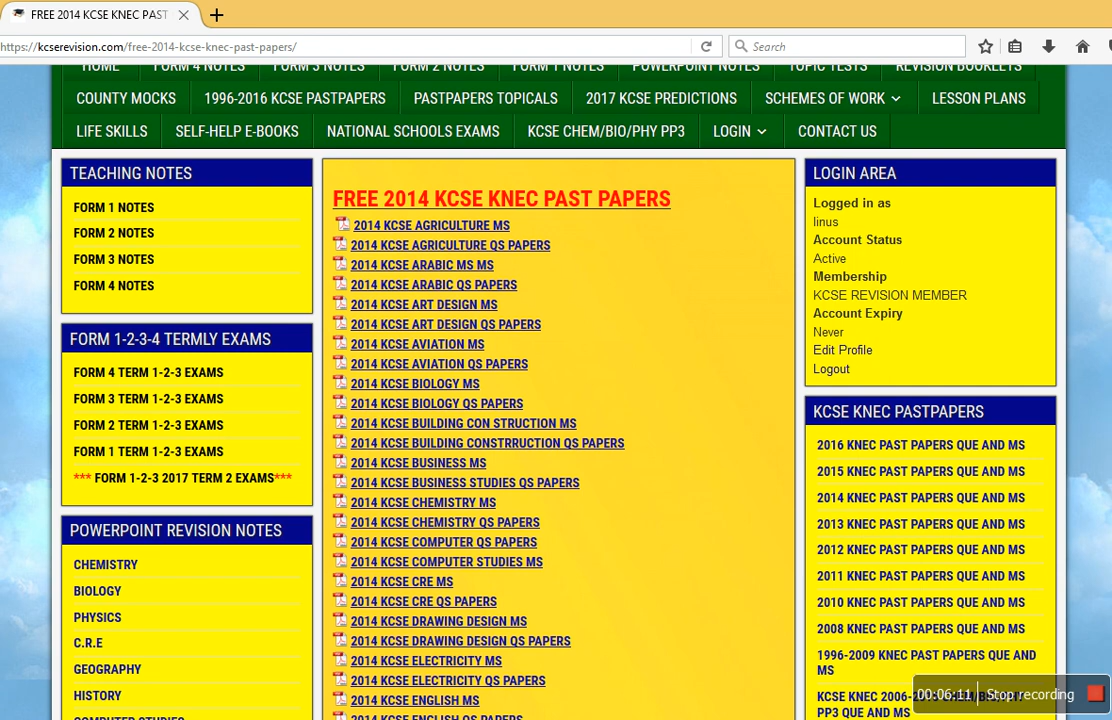 FREE 2014 KCSE KNEC PAST
https://kcserevision.com/free-2014-kcse-knec-past-papers/
Search
HOME
FORM 4 NOTES
FORM 3 NOTES
FORM 2 NOTES
FORM 1 NOTES
POWERPOINT NOTES
TOPIC TESTS
REVISION BOOKLETS
COUNTY MOCKS
1996-2016 KCSE PASTPAPERS
PASTPAPERS TOPICALS
2017 KCSE PREDICTIONS
SCHEMES OF WORK
LESSON PLANS
LIFE SKILLS
SELF-HELP E-BOOKS
NATIONAL SCHOOLS EXAMS
KCSE CHEM/BIO/PHY PP3
LOGIN
CONTACT US
TEACHING NOTES
FORM 1 NOTES
FORM 2 NOTES
FORM 3 NOTES
FORM 4 NOTES
FORM 1-2-3-4 TERMLY EXAMS
FORM 4 TERM 1-2-3 EXAMS
FORM 3 TERM 1-2-3 EXAMS
FORM 2 TERM 1-2-3 EXAMS
FORM 1 TERM 1-2-3 EXAMS
*** FORM 1-2-3 2017 TERM 2 EXAMS***
POWERPOINT REVISION NOTES
CHEMISTRY
BIOLOGY
PHYSICS
C.R.E
GEOGRAPHY
HISTORY
COMPUTER STUDIES
FREE 2014 KCSE KNEC PAST PAPERS
2014 KCSE AGRICULTURE MS
2014 KCSE AGRICULTURE QS PAPERS
2014 KCSE ARABIC MS MS
2014 KCSE ARABIC QS PAPERS
2014 KCSE ART DESIGN MS
2014 KCSE ART DESIGN QS PAPERS
2014 KCSE AVIATION MS
2014 KCSE AVIATION QS PAPERS
2014 KCSE BIOLOGY MS
2014 KCSE BIOLOGY QS PAPERS
2014 KCSE BUILDING CON STRUCTION MS
2014 KCSE BUILDING CONSTRRUCTION QS PAPERS
2014 KCSE BUSINESS MS
2014 KCSE BUSINESS STUDIES QS PAPERS
2014 KCSE CHEMISTRY MS
2014 KCSE CHEMISTRY QS PAPERS
2014 KCSE COMPUTER QS PAPERS
2014 KCSE COMPUTER STUDIES MS
2014 KCSE CRE MS
2014 KCSE CRE QS PAPERS
2014 KCSE DRAWING DESIGN MS
2014 KCSE DRAWING DESIGN QS PAPERS
2014 KCSE ELECTRICITY MS
2014 KCSE ELECTRICITY QS PAPERS
2014 KCSE ENGLISH MS
2014 KCSE ENGLISH QS PAPERS
LOGIN AREA
Logged in as
linus
Account Status
Active
Membership
KCSE REVISION MEMBER
Account Expiry
Never
Edit Profile
Logout
KCSE KNEC PASTPAPERS
2016 KNEC PAST PAPERS QUE AND MS
2015 KNEC PAST PAPERS QUE AND MS
2014 KNEC PAST PAPERS QUE AND MS
2013 KNEC PAST PAPERS QUE AND MS
2012 KNEC PAST PAPERS QUE AND MS
2011 KNEC PAST PAPERS QUE AND MS
2010 KNEC PAST PAPERS QUE AND MS
2008 KNEC PAST PAPERS QUE AND MS
1996-2009 KNEC PAST PAPERS QUE AND
MS
KCSE KNEC 2006-
PP3 QUE AND MS
00:06:11
Stop recording